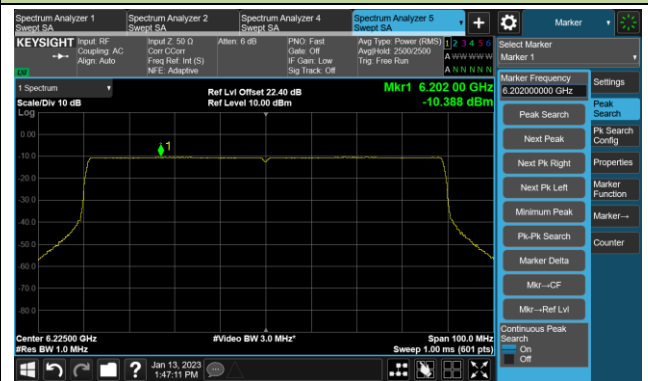 Spectrum Analyzer 1
Swept SA
Spectrum Analyzer 2
Swept SA
Spectrum Analyzer 4
Swept SA
Spectrum Analyzer 5
Swept SA
Marker
KEYSIGHT
Input: RF
Coupling: AC
Align: Auto
Input Z: 50 Ω
Corr CCorr
Freq Ref: Int (S)
NFE: Adaptive
Atten: 6 dB
PNO: Fast
Gate: Off
IF Gain: Low
Sig Track: Off
Avg Type: Power (RMS)
Avg|Hold: 2500/2500
Trig: Free Run
1 2 3 4 5 6
A W W W W W
A N N N N N
Select Marker
Marker 1
1 Spectrum
Scale/Div 10 dB
Log
Ref Lvl Offset 22.40 dB
Ref Level 10.00 dBm
Mkr1 6.202 00 GHz
-10.388 dBm
0.00
-10.0
-20.0
-30.0
-40.0
-50.0
-60.0
-70.0
-80.0
1
Center 6.22500 GHz
#Res BW 1.0 MHz
#Video BW 3.0 MHz*
Span 100.0 MHz
Sweep 1.00 ms (601 pts)
Marker Frequency
6.202000000 GHz
Peak Search
Next Peak
Next Pk Right
Next Pk Left
Minimum Peak
Pk-Pk Search
Marker Delta
Mkr→CF
Mkr→Ref Lvl
Continuous Peak
Search
On
Off
Settings
Peak
Search
Pk Search
Config
Properties
Marker
Function
Marker→
Counter
Jan 13, 2023
1:47:11 PM